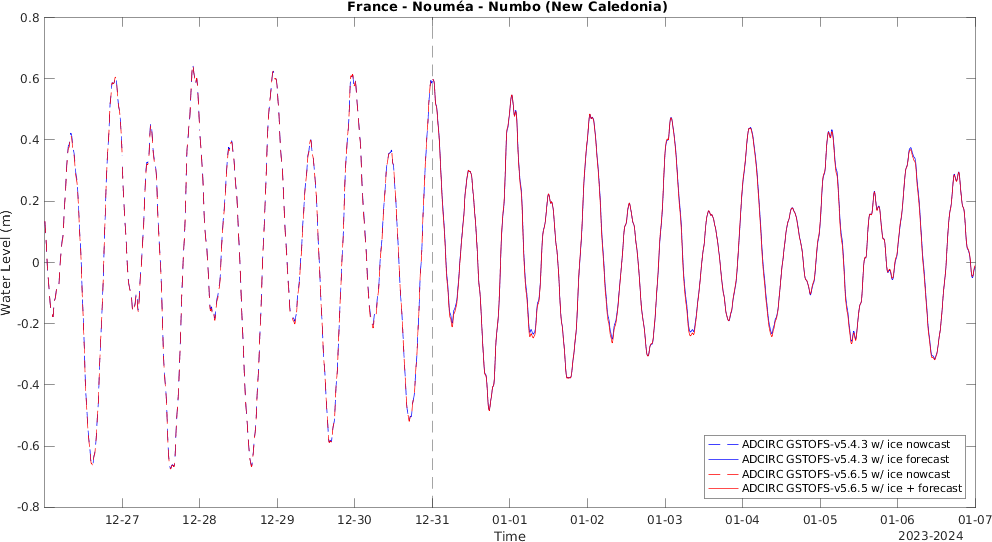 France - Nouméa - Numbo (New Caledonia)
0.8
0.6
0.4
0.2
0
-0.2
-0.4
-0.6
-0.8
Water Level (m)
ADCIRC GSTOFS-v5.4.3 w/ ice nowcast
ADCIRC GSTOFS-v5.4.3 w/ ice forecast
ADCIRC GSTOFS-v5.6.5 w/ ice nowcast
ADCIRC GSTOFS-v5.6.5 w/ ice + forecast
12-27 12-28 12-29 12-30 12-31 01-01 01-02 01-03 01-04 01-05 01-06 01-07
Time
2023-2024